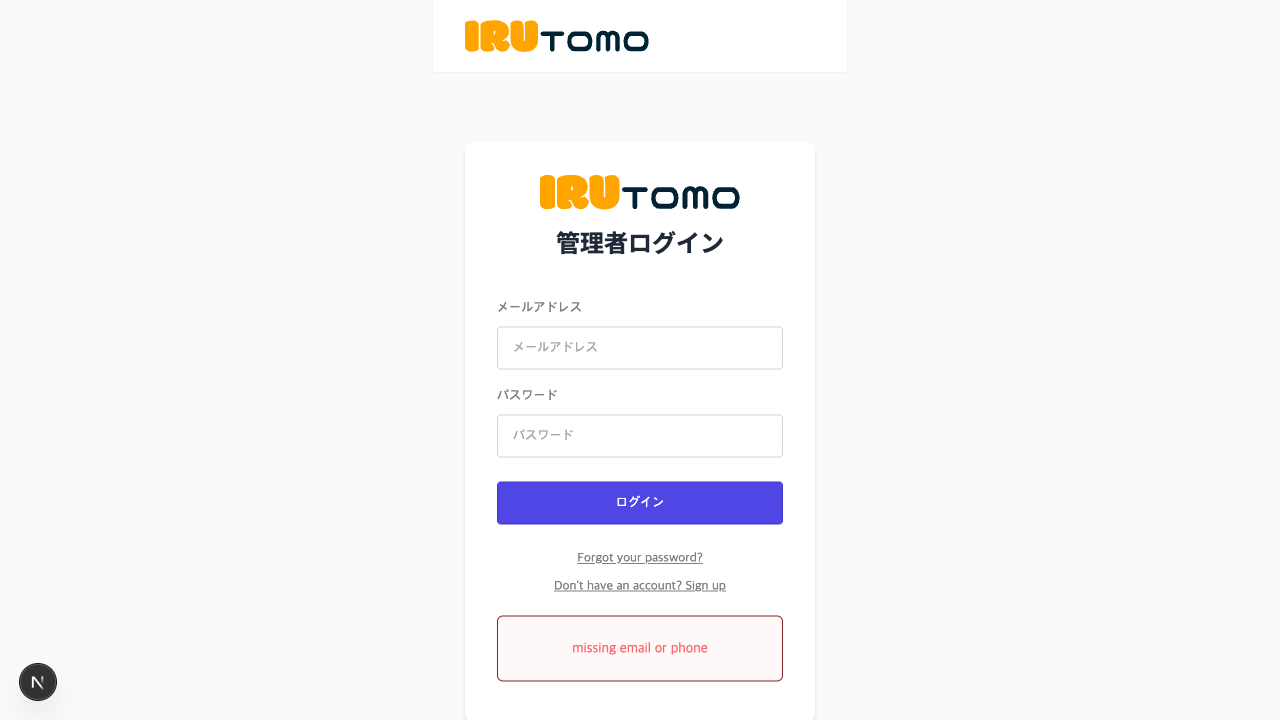 IRUTOMO
IRUTOMO
管理者ログイン
メールアドレス
メールアドレス
パスワード
パスワード
ログイン
Forgot your password?
Don't have an account? Sign up
missing email or phone
N